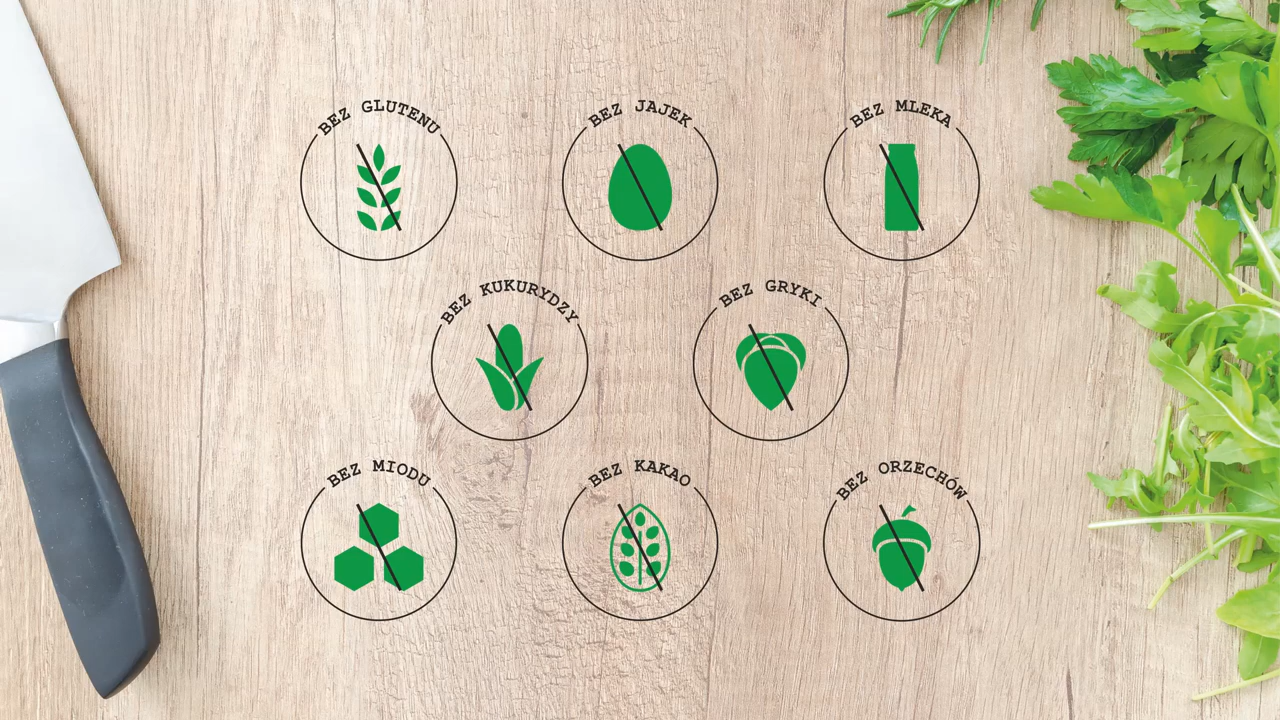 BEZ GLUTENU
BEZ JAJEK
BEZ MLEKA
BEZ KUKURYDZY
BEZ GRYKI
BEZ MIODU
BEZ KAKAO
BEZ ORZECHÓW